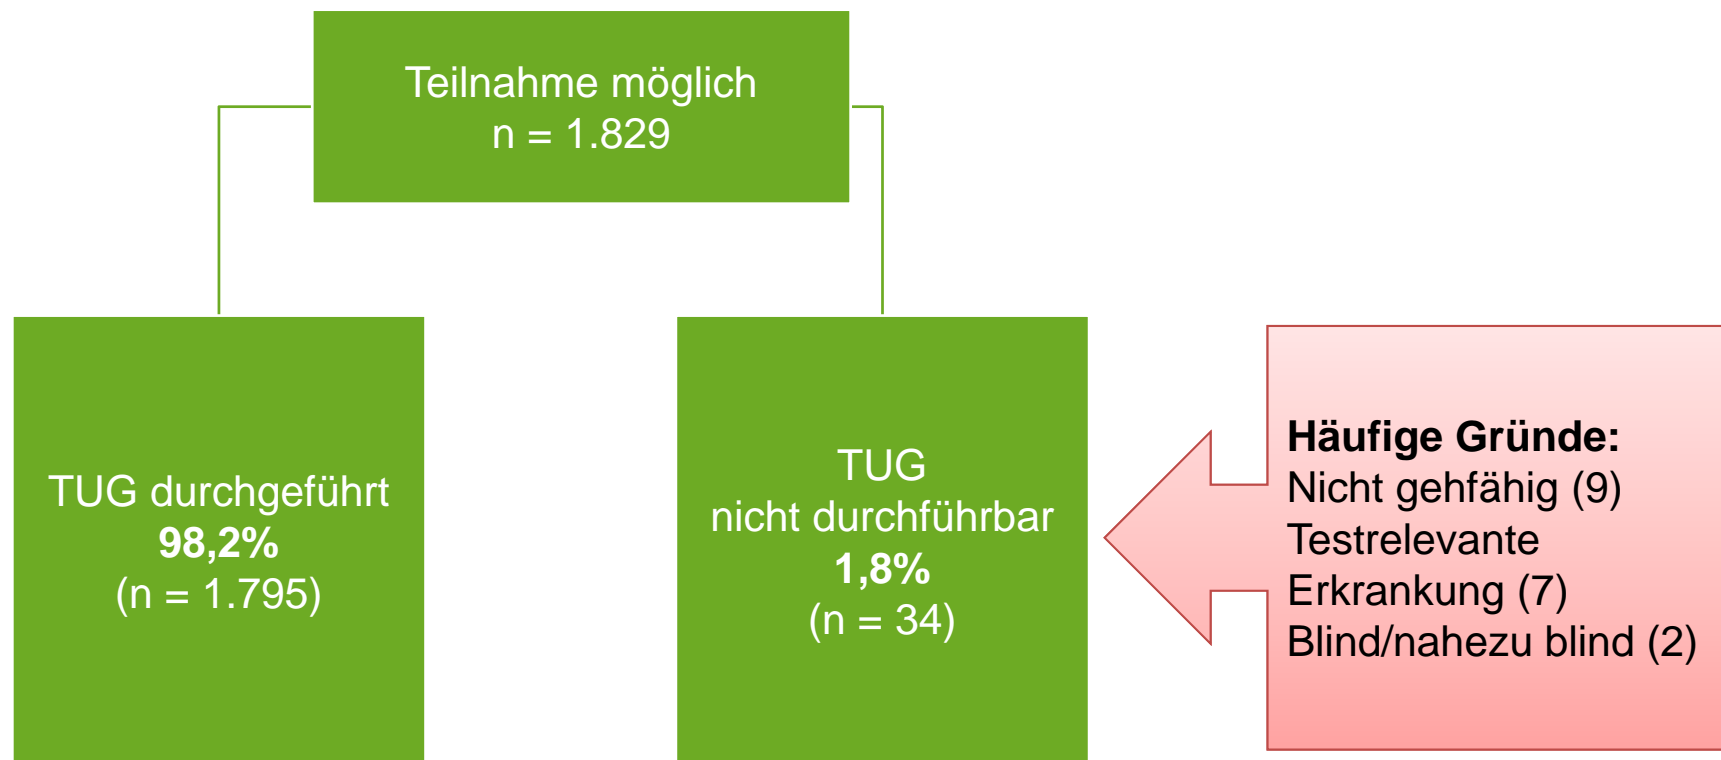 Teilnahme möglich
n = 1.829
TUG durchgeführt
98,2%
(n = 1.795)
TUG
nicht durchführbar
1,8%
(n = 34)
Häufige Gründe:
Nicht gehfähig (9)
Testrelevante
Erkrankung (7)
Blind/nahezu blind (2)